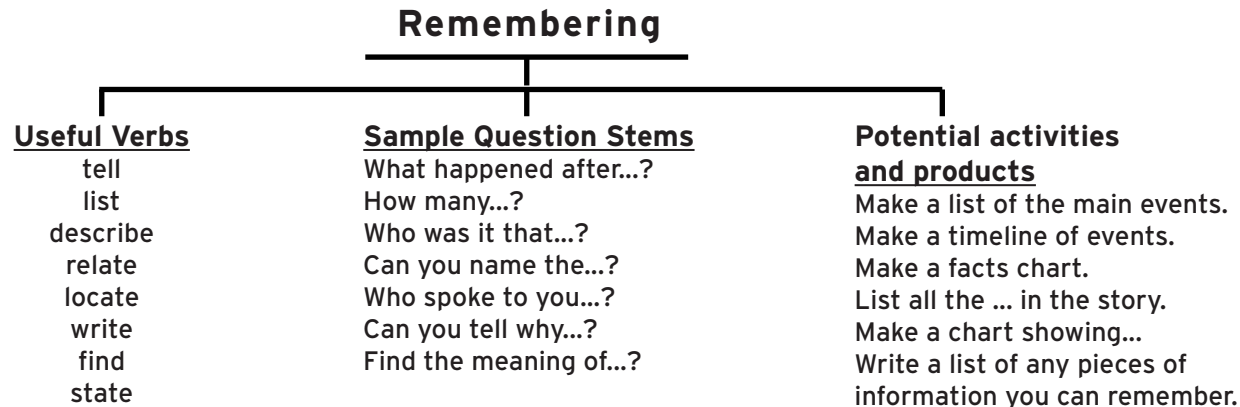 Remembering
Useful Verbs
tell
list
describe
relate
locate
write
find
state
Sample Question Stems
What happened after...?
How many...?
Who was it that...?
Can you name the...?
Who spoke to you...?
Can you tell why...?
Find the meaning of...?
Potential activities
and products
Make a list of the main events.
Make a timeline of events.
Make a facts chart.
List all the ... in the story.
Make a chart showing...
Write a list of any pieces of
information you can remember.